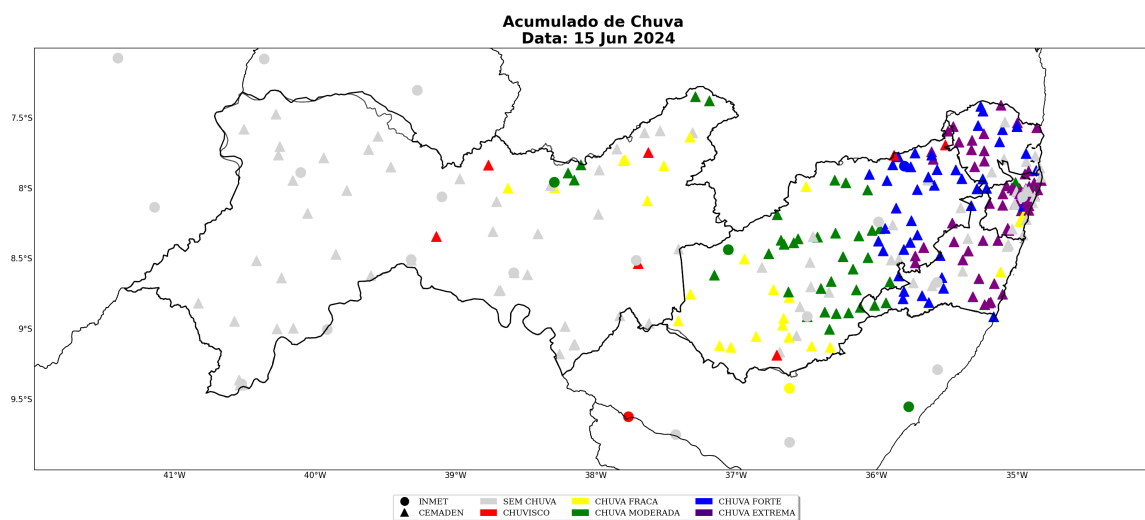 Acumulado de Chuva
Data: 15 Jun 2024
7.5°S
8°S
8.5°S
9°S
9.5°S
41°W 40°W 39°W 38°W 37°W 36°W 35°W
INMET SEM CHUVA CHUVA FRACA CHUVA FORTE
CEMADEN CHUVISCO CHUVA MODERADA CHUVA EXTREMA